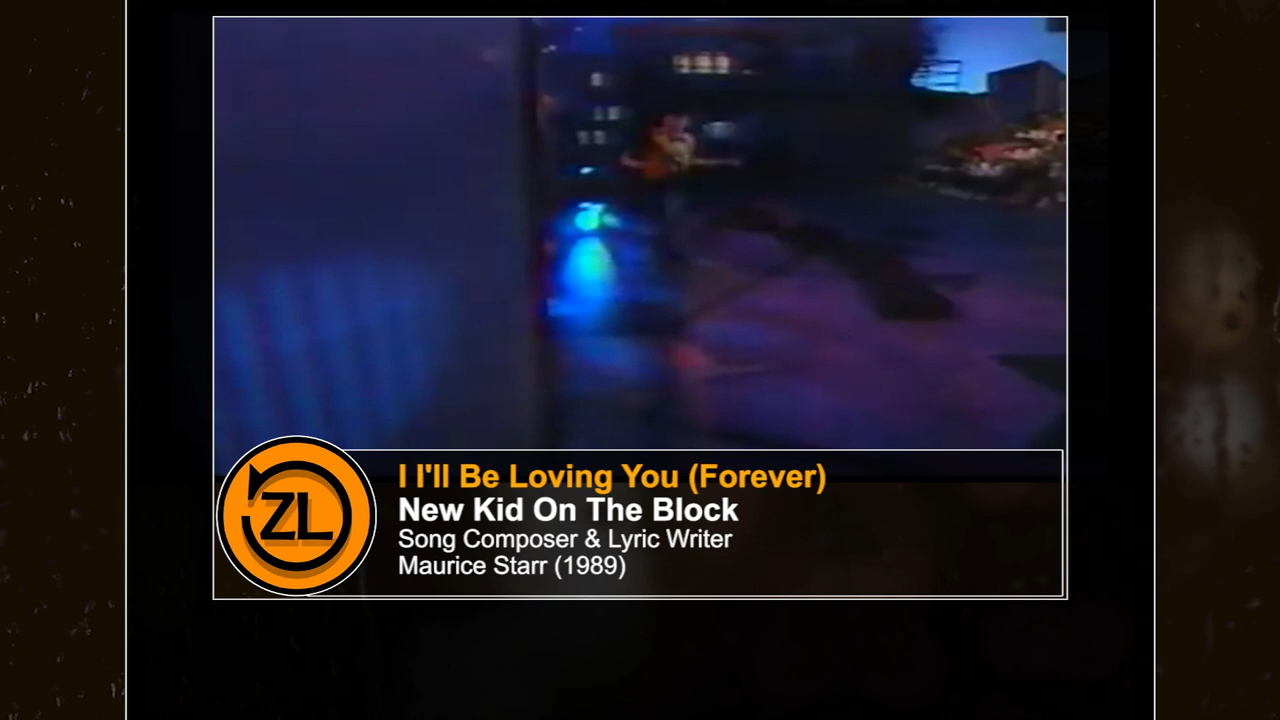 ZL
I I'll Be Loving You (Forever)
New Kid On The Block
Song Composer & Lyric Writer
Maurice Starr (1989)